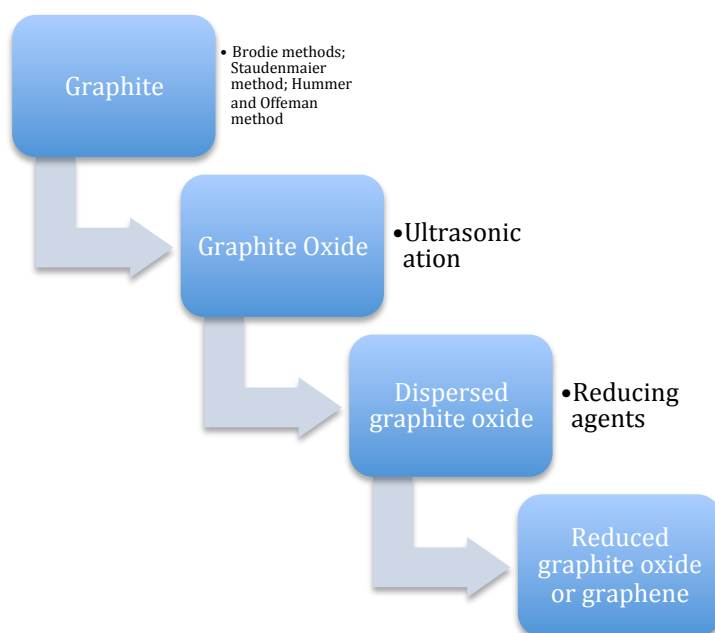 Graphite
• Brodie methods;
Staudenmaier
method; Hummer
and Offeman
method
Graphite Oxide
•Ultrasonic
ation
Dispersed
graphite oxide
•Reducing
agents
Reduced
graphite oxide
or graphene